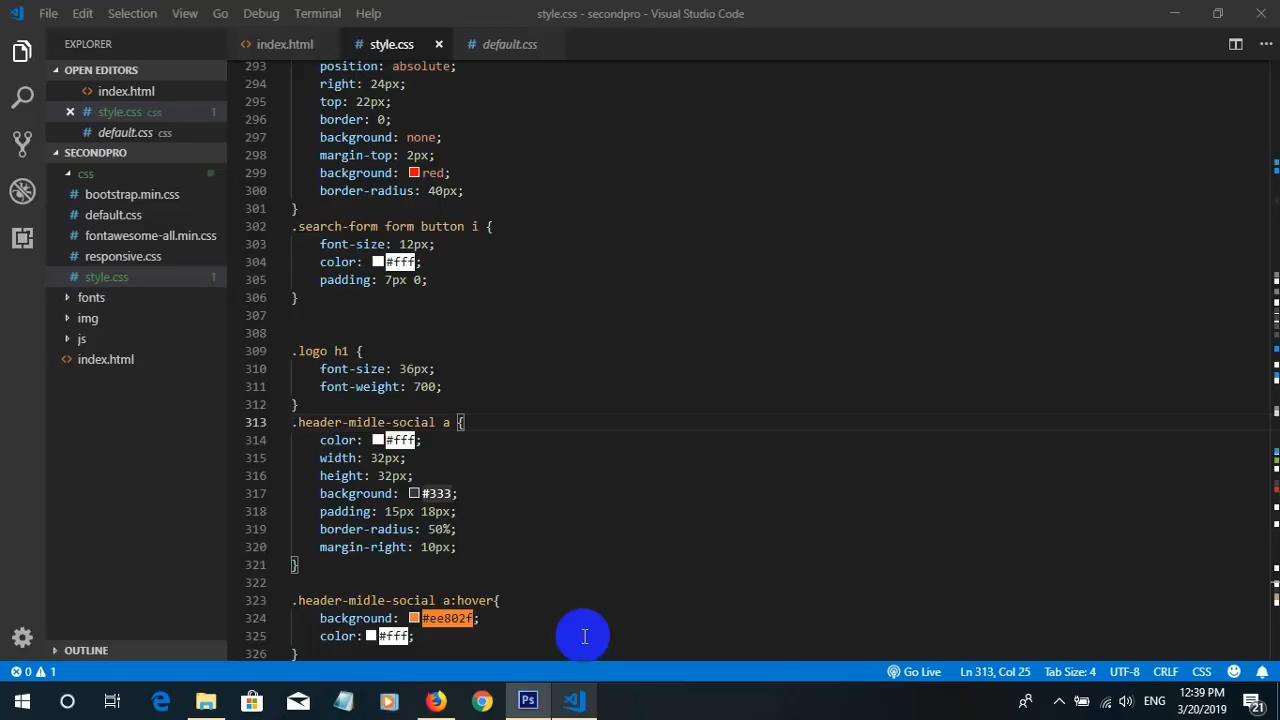 File Edit Selection View Go Debug Terminal Help style.css - secondpro - Visual Studio Code
EXPLORER
index.html style.css default.css
OPEN EDITORS
index.html
style.css css 1
default.css css
SECONDPRO
css
bootstrap.min.css
default.css
fontawesome-all.min.css
responsive.css
style.css 1
fonts
img
js
index.html
OUTLINE
293 position: absolute;
294 right: 24px;
295 top: 22px;
296 border: 0;
297 background: none;
298 margin-top: 2px;
299 background: red;
300 border-radius: 40px;
301 }
302 .search-form form button i {
303 font-size: 12px;
304 color: #fff;
305 padding: 7px 0;
306 }
307
308
309 .logo h1 {
310 font-size: 36px;
311 font-weight: 700;
312 }
313 .header-midle-social a {
314 color: #fff;
315 width: 32px;
316 height: 32px;
317 background: #333;
318 padding: 15px 18px;
319 border-radius: 50%;
320 margin-right: 10px;
321 }
322
323 .header-midle-social a:hover{
324 background: #ee802f;
325 color: #fff;
326 }
0 1 Go Live Ln 313, Col 25 Tab Size: 4 UTF-8 CRLF CSS
Ps
ENG
12:39 PM
3/20/2019
21